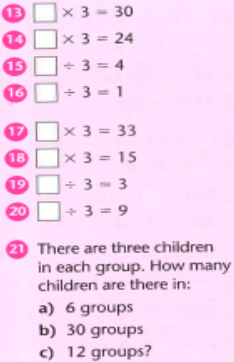 13 □ × 3 = 30
14 □ × 3 = 24
15 □ ÷ 3 = 4
16 □ ÷ 3 = 1
17 □ × 3 = 33
18 □ × 3 = 15
19 □ ÷ 3 = 3
20 □ ÷ 3 = 9
21 There are three children
in each group. How many
children are there in:
a) 6 groups
b) 30 groups
c) 12 groups?